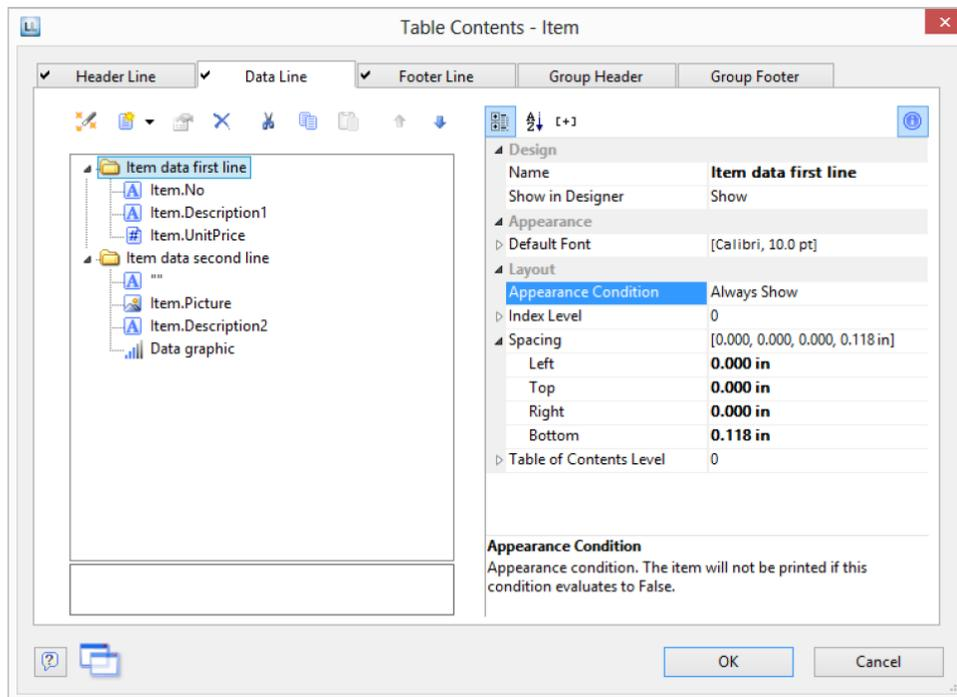 LL
Table Contents - Item
Header Line
Data Line
Footer Line
Group Header
Group Footer
[+]
Item data first line
Item.No
Item.Description1
Item.UnitPrice
Item data second line
""
Item.Picture
Item.Description2
Data graphic
Design
Name Item data first line
Show in Designer Show
Appearance
Default Font [Calibri, 10.0 pt]
Layout
Appearance Condition Always Show
Index Level 0
Spacing [0.000, 0.000, 0.000, 0.118 in]
Left 0.000 in
Top 0.000 in
Right 0.000 in
Bottom 0.118 in
Table of Contents Level 0
Appearance Condition
Appearance condition. The item will not be printed if this
condition evaluates to False.
OK
Cancel